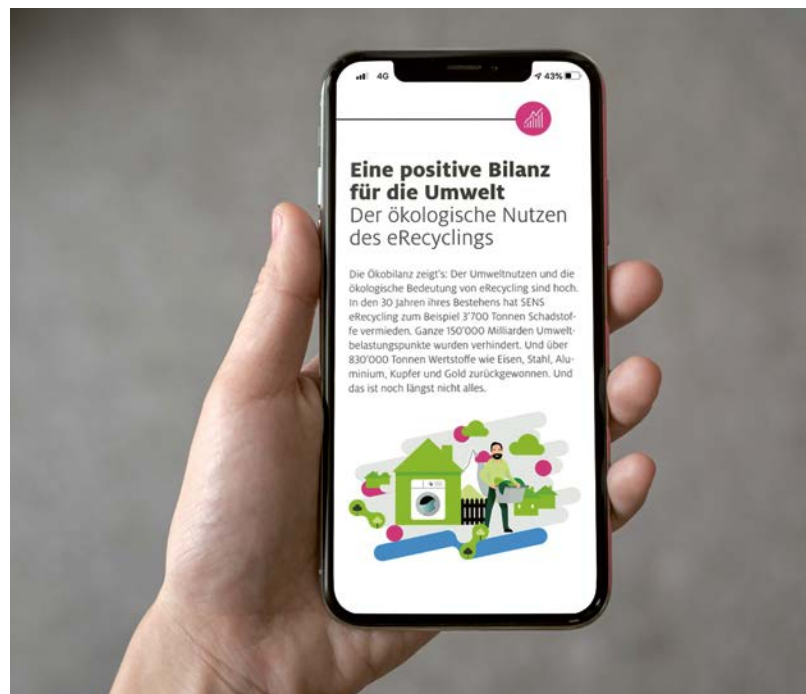 4G
43%
Eine positive Bilanz
für die Umwelt
Der ökologische Nutzen
des eRecyclings
Die Ökobilanz zeigt's: Der Umweltnutzen und die
ökologische Bedeutung von eRecycling sind hoch.
In den 30 Jahren ihres Bestehens hat SENS
eRecycling zum Beispiel 3'700 Tonnen Schadstof-
fe vermieden. Ganze 150'000 Milliarden Umwelt-
belastungspunkte wurden verhindert. Und über
830'000 Tonnen Wertstoffe wie Eisen, Stahl, Alu-
minium, Kupfer und Gold zurückgewonnen. Und
das ist noch längst nicht alles.